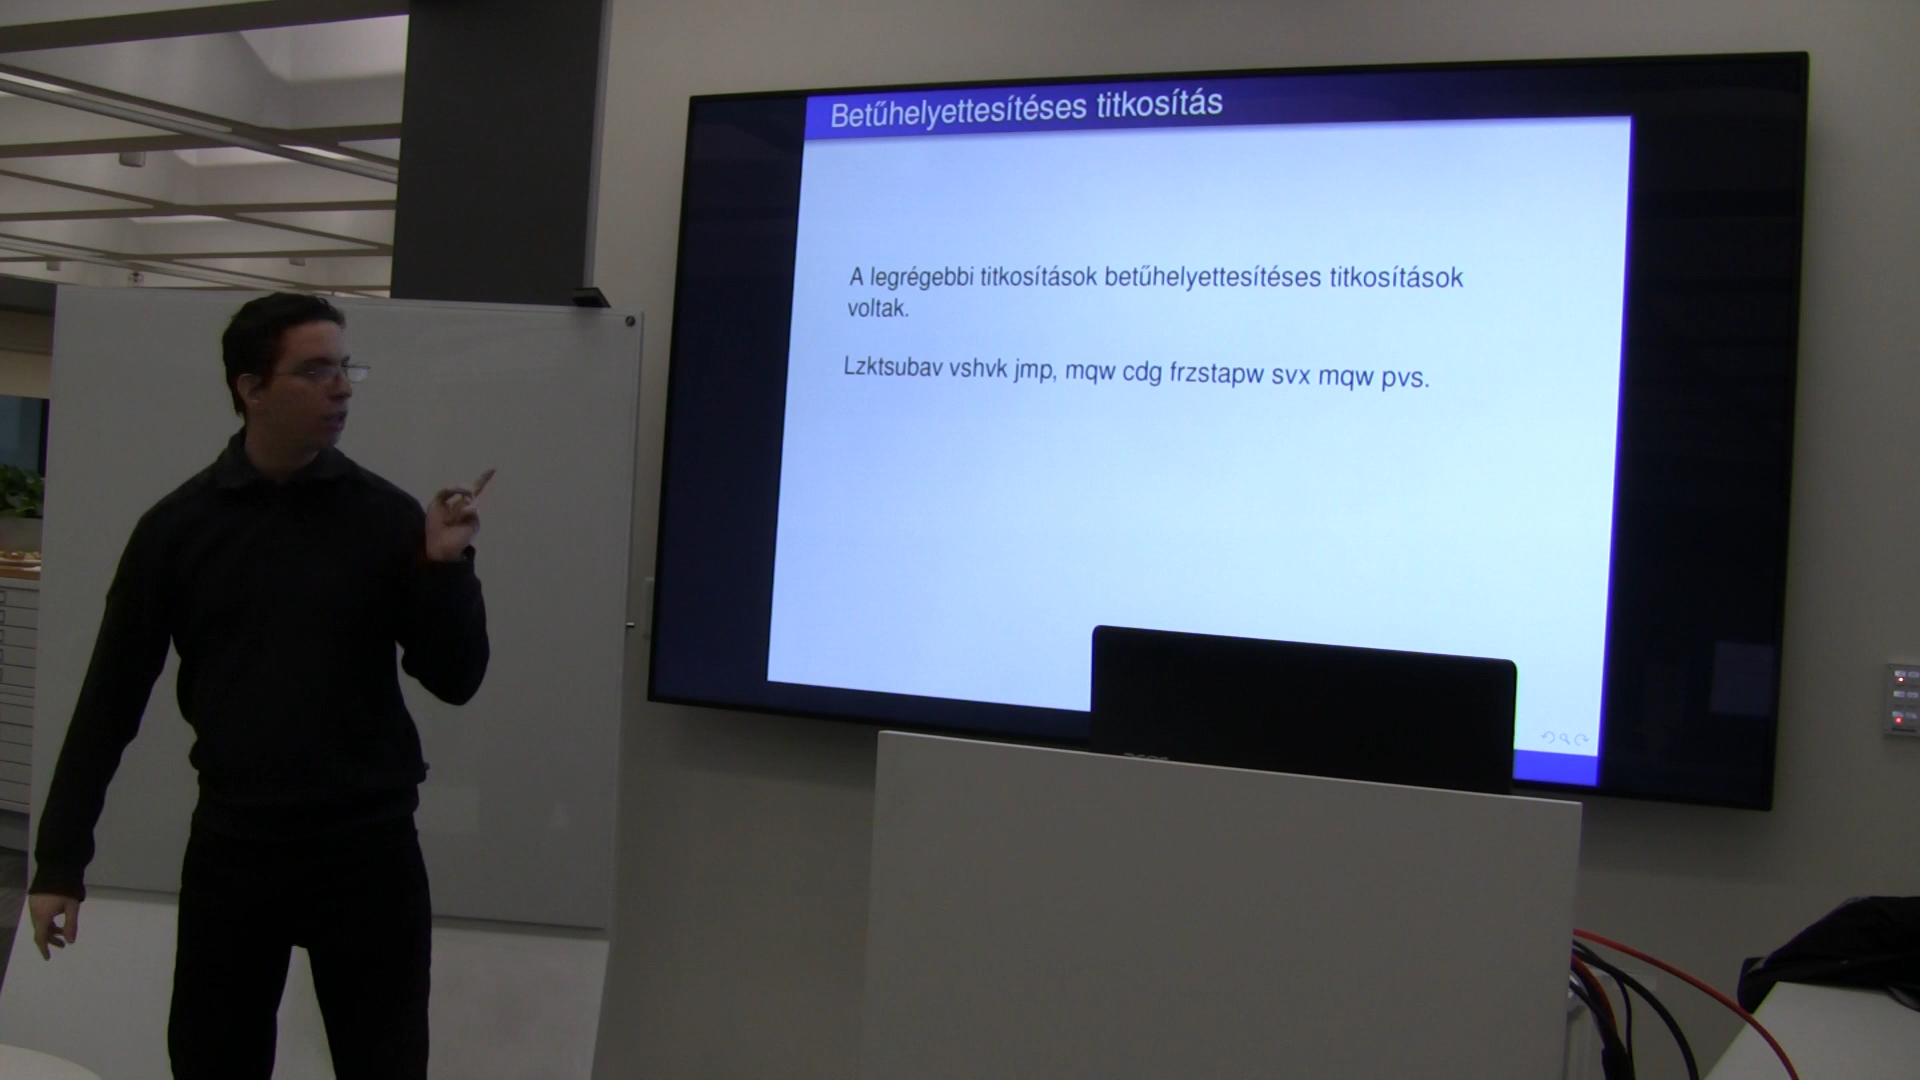 Betűhelyettesítéses titkosítás
A legrégebbi titkosítások betűhelyettesítéses titkosítások
voltak.
Lzktsubav vshvk jmp, mqw cdg frzstapw svx mqw pvs.